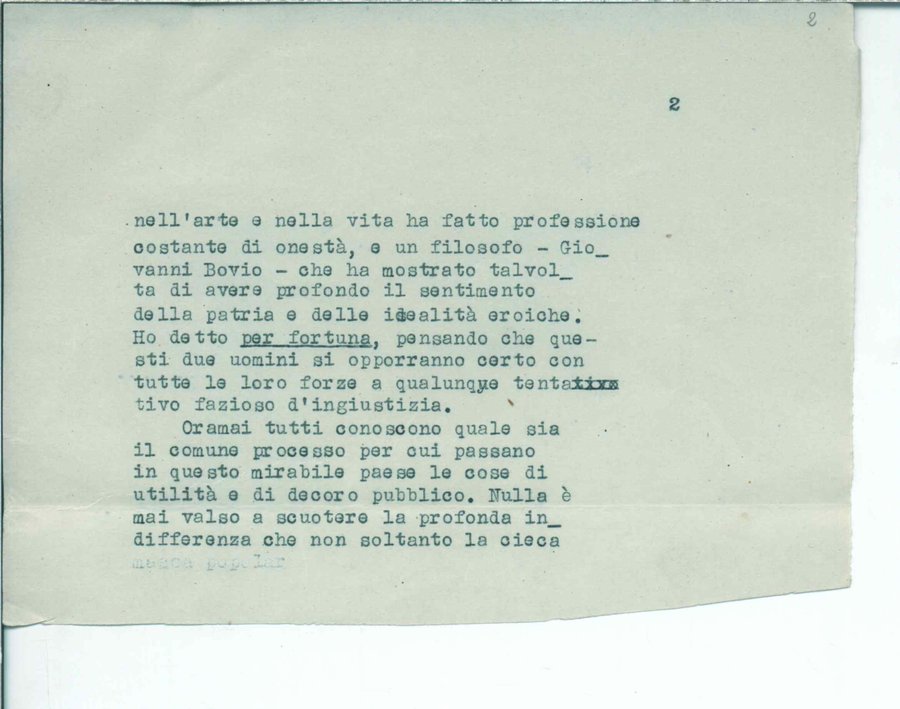 2
2
nell'arte e nella vita ha fatto professione
costante di onestà, e un filosofo - Gio_
vanni Bovio - che ha mostrato talvol_
ta di avere profondo il sentimento
della patria e delle idealità eroiche.
Ho detto per fortuna, pensando che que-
sti due uomini si opporranno certo con
tutte le loro forze a qualunque tenta
tivo fazioso d'ingiustizia.
Oramai tutti conoscono quale sia
il comune processo per cui passano
in questo mirabile paese le cose di
utilità e di decoro pubblico. Nulla è
mai valso a scuotere la profonda in_
differenza che non soltanto la cieca
popolar